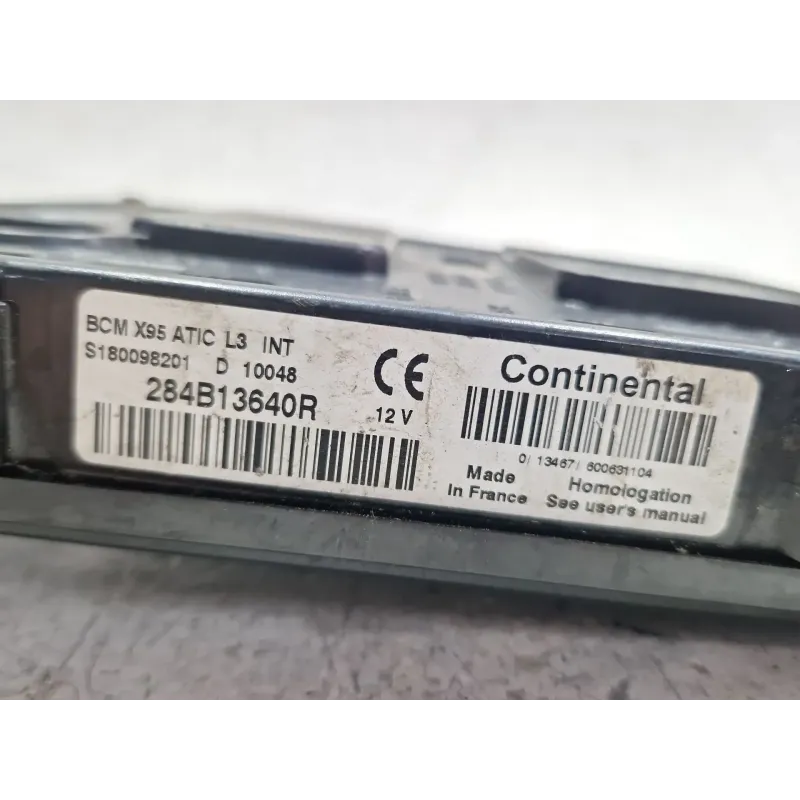 BCM X95 ATIC L3 INT
S180098201 D 10048
284B13640R
CE
12 V
Continental
0/ 13467/ 600631104
Made
In France
Homologation
See user's manual